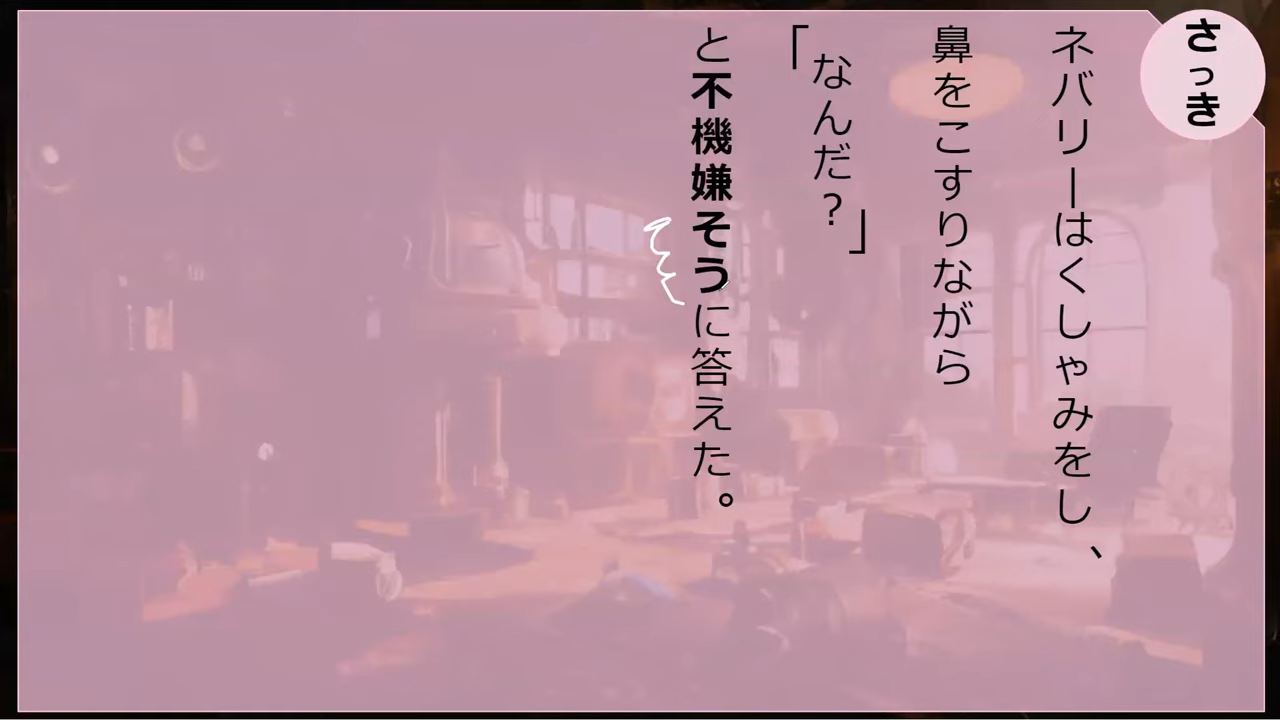 さっき
ネバリーはくしゃみをし、
鼻をこすりながら
「なんだ？」
と不機嫌そうに答えた。